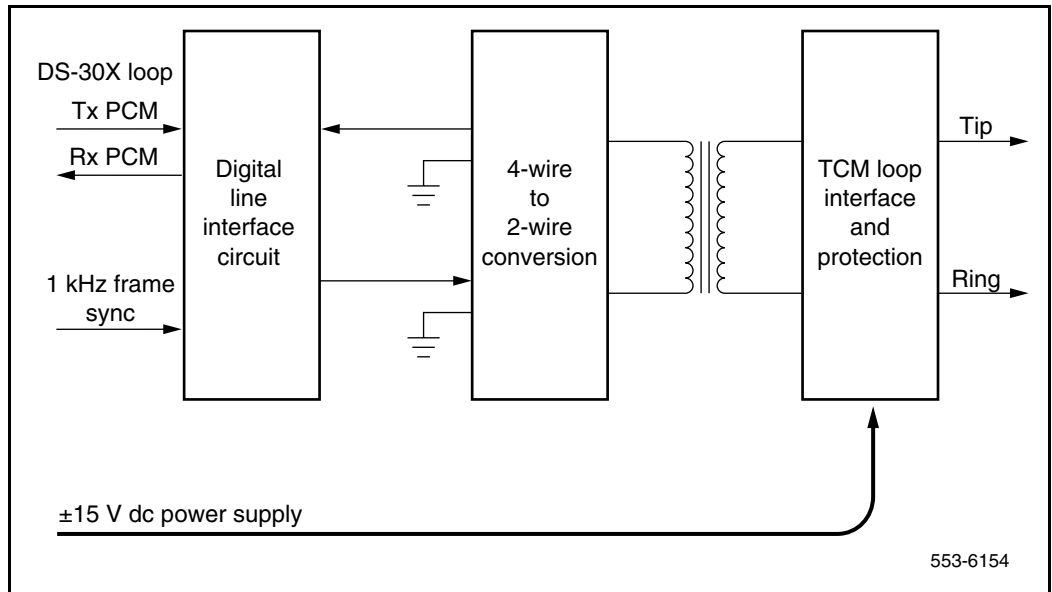 DS-30X loop
Tx PCM
Rx PCM
1 kHz frame
sync
Digital
line
interface
circuit
4-wire
to
2-wire
conversion
TCM loop
interface
and
protection
Tip
Ring
±15 V dc power supply
553-6154